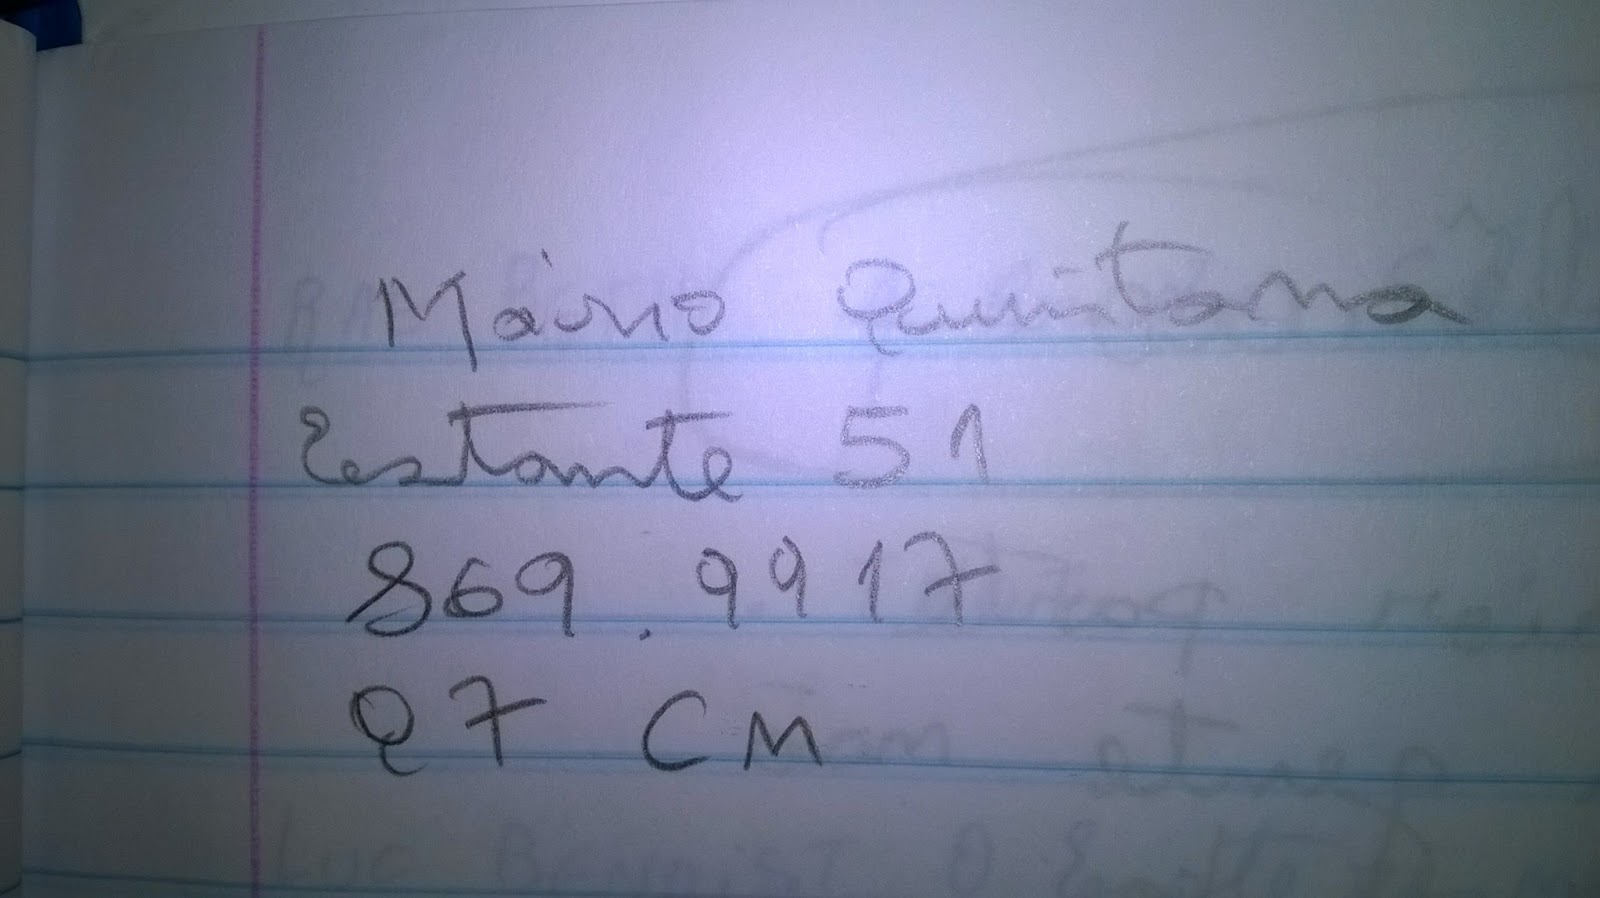 Mário Quintana
Estante 51
869.9917
Q7 CM